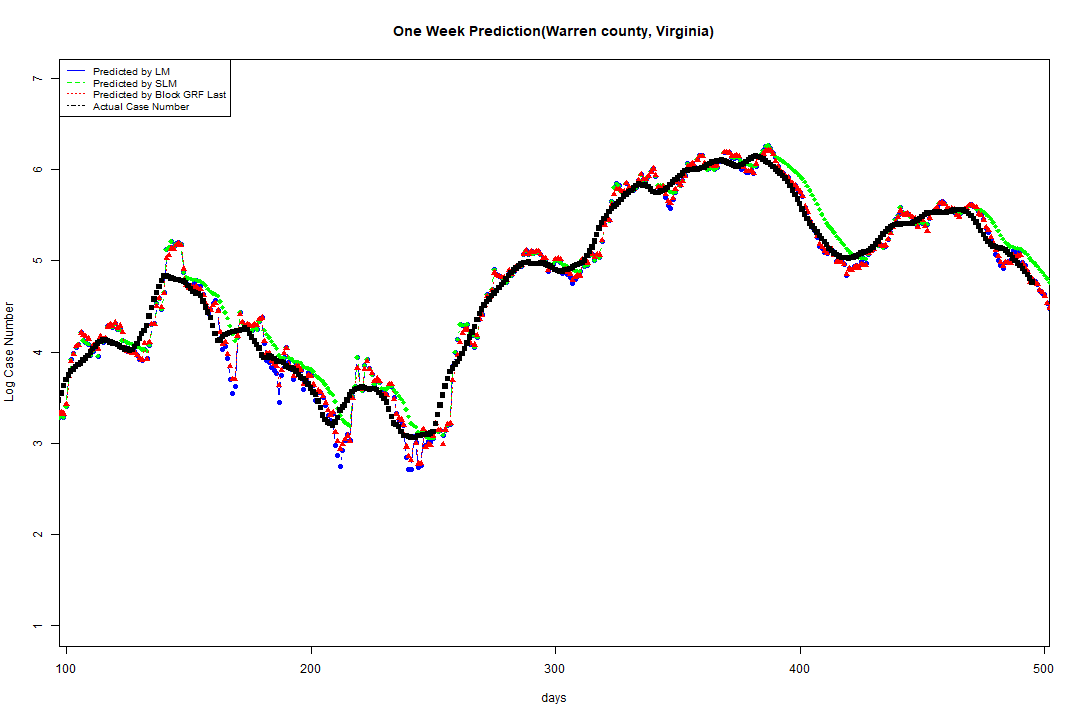 One Week Prediction(Warren county, Virginia)
Predicted by LM
Predicted by SLM
Predicted by Block GRF Last
Actual Case Number
7
6
5
4
3
2
1
Log Case Number
100 200 300 400 500
days